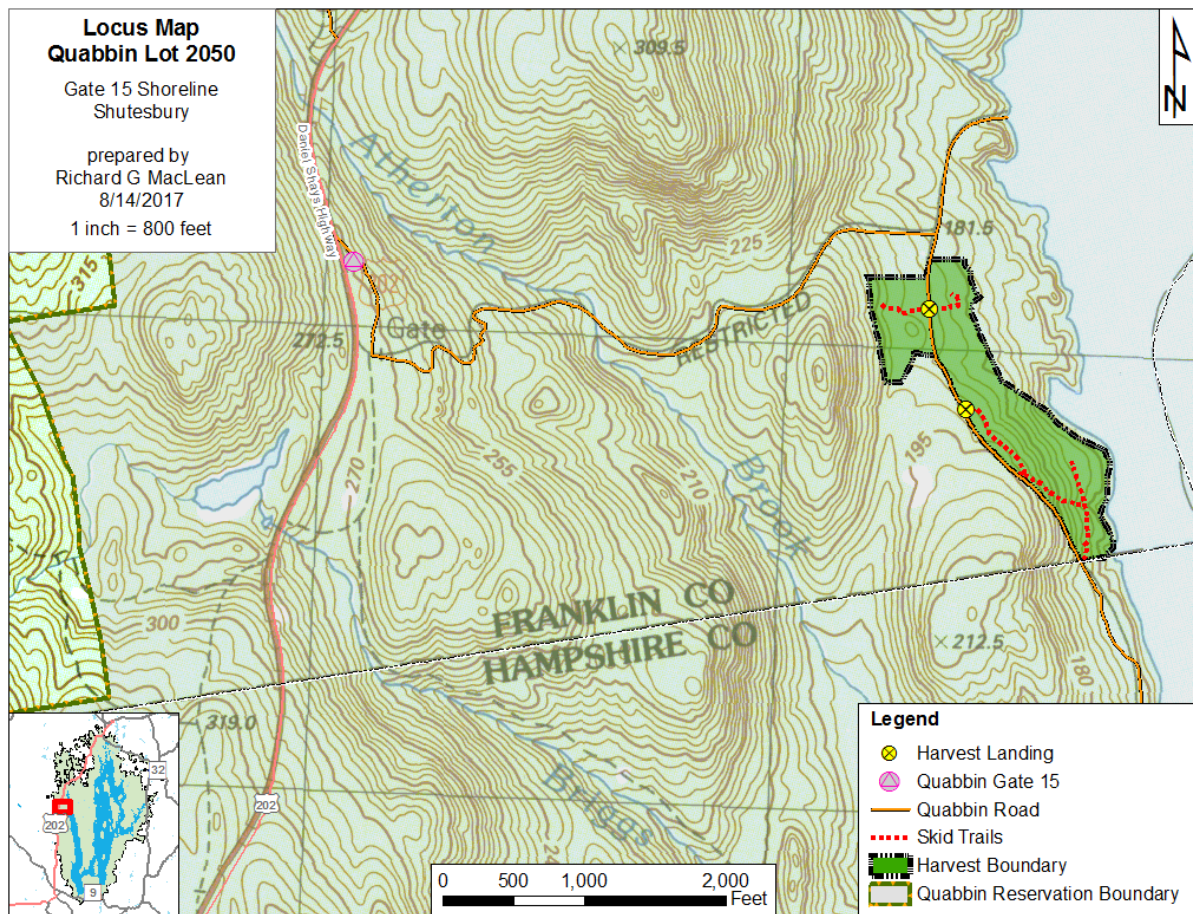 Locus Map
Quabbin Lot 2050
Gate 15 Shoreline
Shutesbury
prepared by
Richard G MacLean
8/14/2017
1 inch = 800 feet
N
309.5
Daniel Shays Highway
Atherton
Brook
315
225
181.5
202
Gate
272.5
RESTRICTED
255
270
210
195
300
FRANKLIN CO
HAMPSHIRE CO
212.5
180
319.0
Briggs
202
24
32
202
9
0 500 1,000 2,000
Feet
Legend
Harvest Landing
Quabbin Gate 15
Quabbin Road
Skid Trails
Harvest Boundary
Quabbin Reservation Boundary